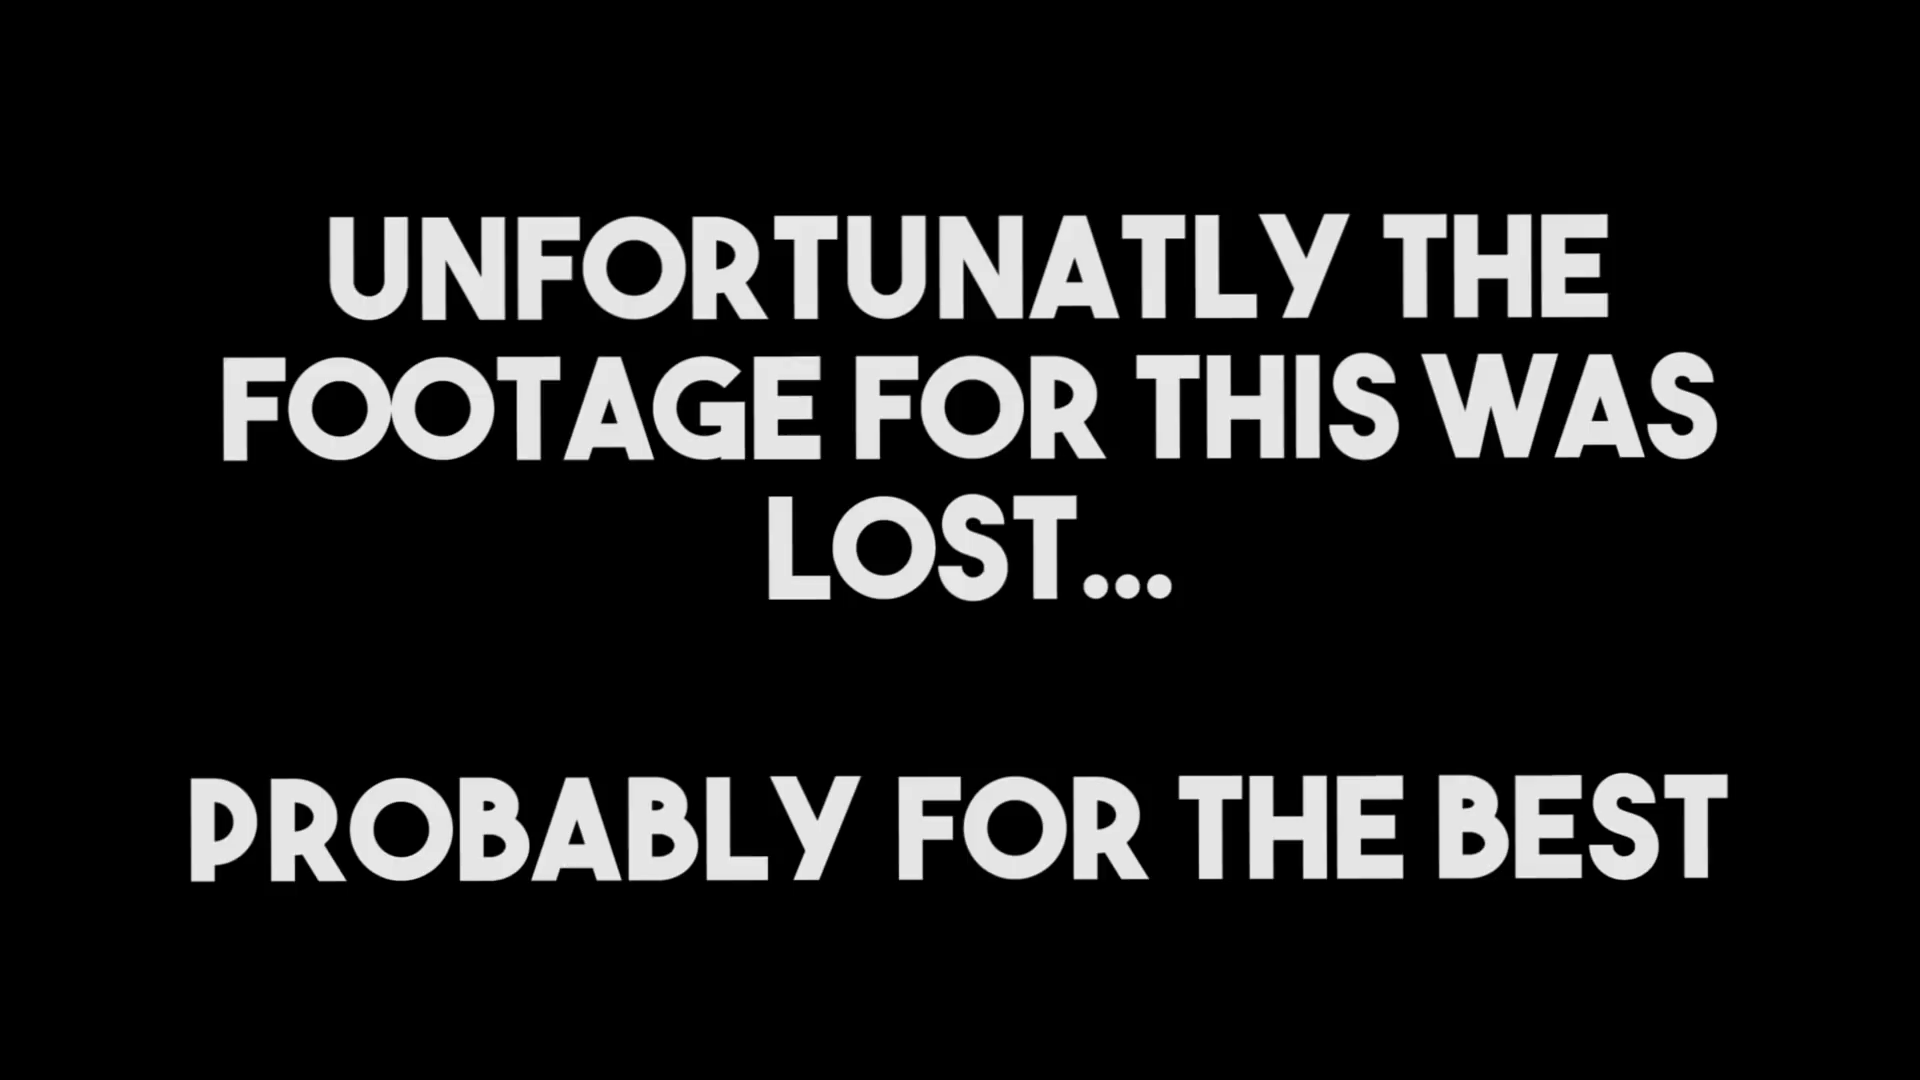 UNFORTUNATLY THE
FOOTAGE FOR THIS WAS
LOST...
PROBABLY FOR THE BEST